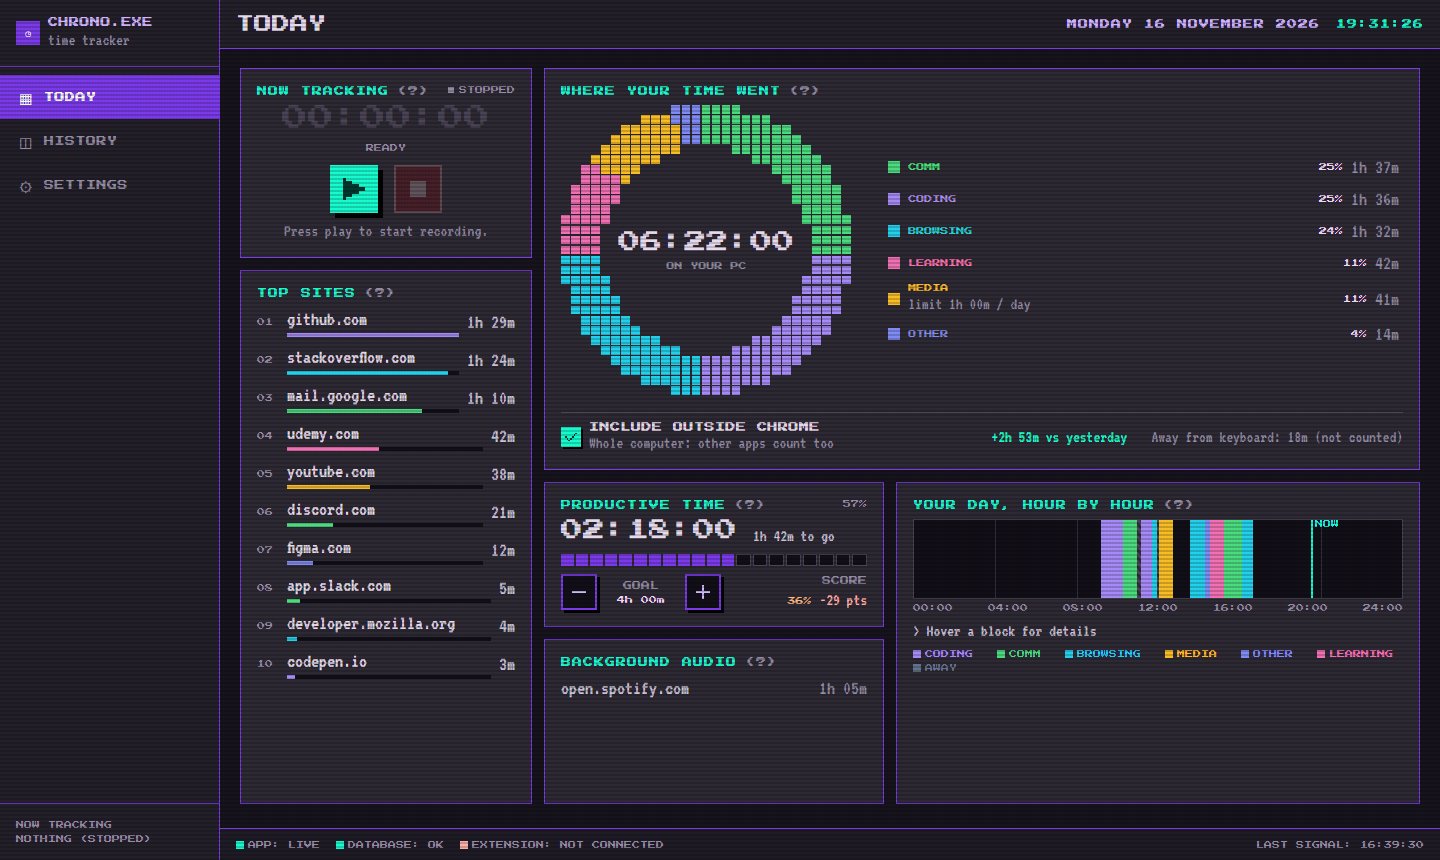 CHRONO.EXE
time tracker
TODAY
HISTORY
SETTINGS
NOW TRACKING
NOTHING (STOPPED)
TODAY
MONDAY 16 NOVEMBER 2026 19:31:26
NOW TRACKING (?) STOPPED
00:00:00
READY
Press play to start recording.
TOP SITES (?)
01 github.com 1h 29m
02 stackoverflow.com 1h 24m
03 mail.google.com 1h 10m
04 udemy.com 42m
05 youtube.com 38m
06 discord.com 21m
07 figma.com 12m
08 app.slack.com 5m
09 developer.mozilla.org 4m
10 codepen.io 3m
WHERE YOUR TIME WENT (?)
06:22:00
ON YOUR PC
COMM 25% 1h 37m
CODING 25% 1h 36m
BROWSING 24% 1h 32m
LEARNING 11% 42m
MEDIA
limit 1h 00m / day 11% 41m
OTHER 4% 14m
INCLUDE OUTSIDE CHROME
Whole computer: other apps count too
+2h 53m vs yesterday Away from keyboard: 18m (not counted)
PRODUCTIVE TIME (?) 57%
02:18:00 1h 42m to go
− GOAL + SCORE
4h 00m 36% -29 pts
BACKGROUND AUDIO (?)
open.spotify.com 1h 05m
YOUR DAY, HOUR BY HOUR (?)
NOW
00:00 04:00 08:00 12:00 16:00 20:00 24:00
> Hover a block for details
CODING COMM BROWSING MEDIA OTHER LEARNING
AWAY
APP: LIVE DATABASE: OK EXTENSION: NOT CONNECTED
LAST SIGNAL: 16:39:30